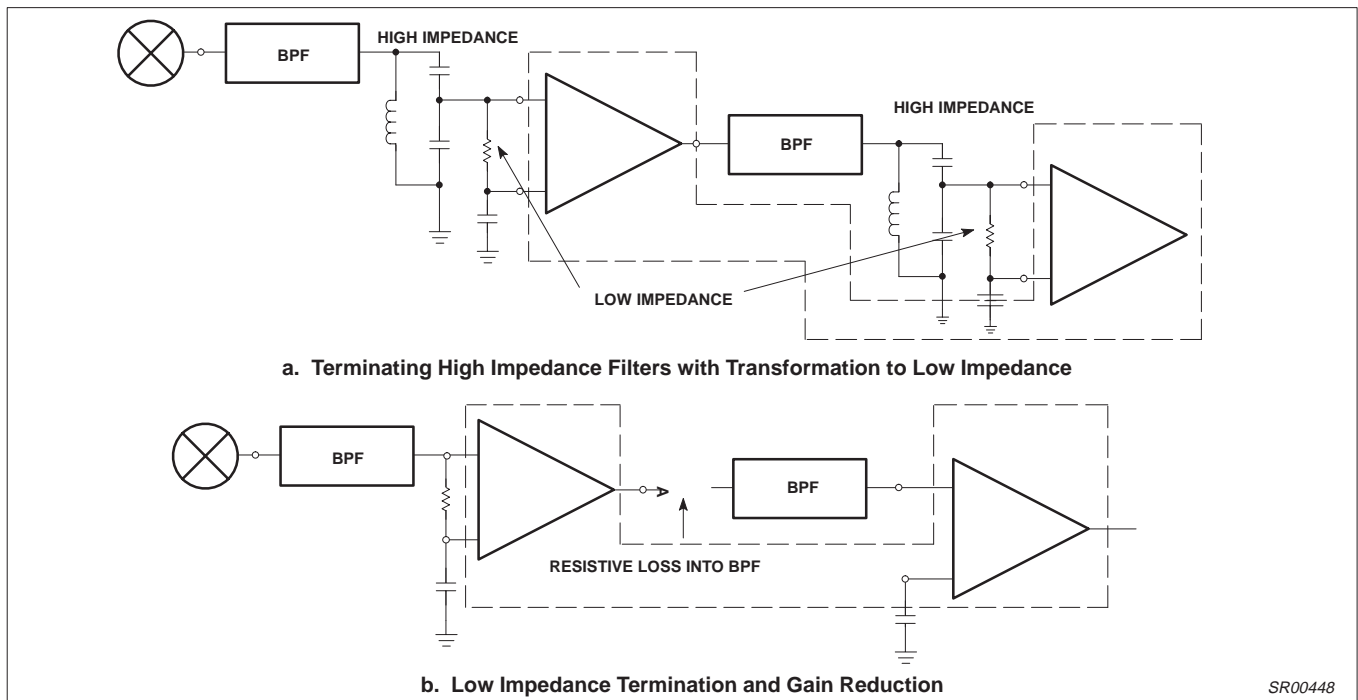 HIGH IMPEDANCE
BPF
HIGH IMPEDANCE
BPF
LOW IMPEDANCE
a. Terminating High Impedance Filters with Transformation to Low Impedance
BPF
A
BPF
RESISTIVE LOSS INTO BPF
b. Low Impedance Termination and Gain Reduction
SR00448